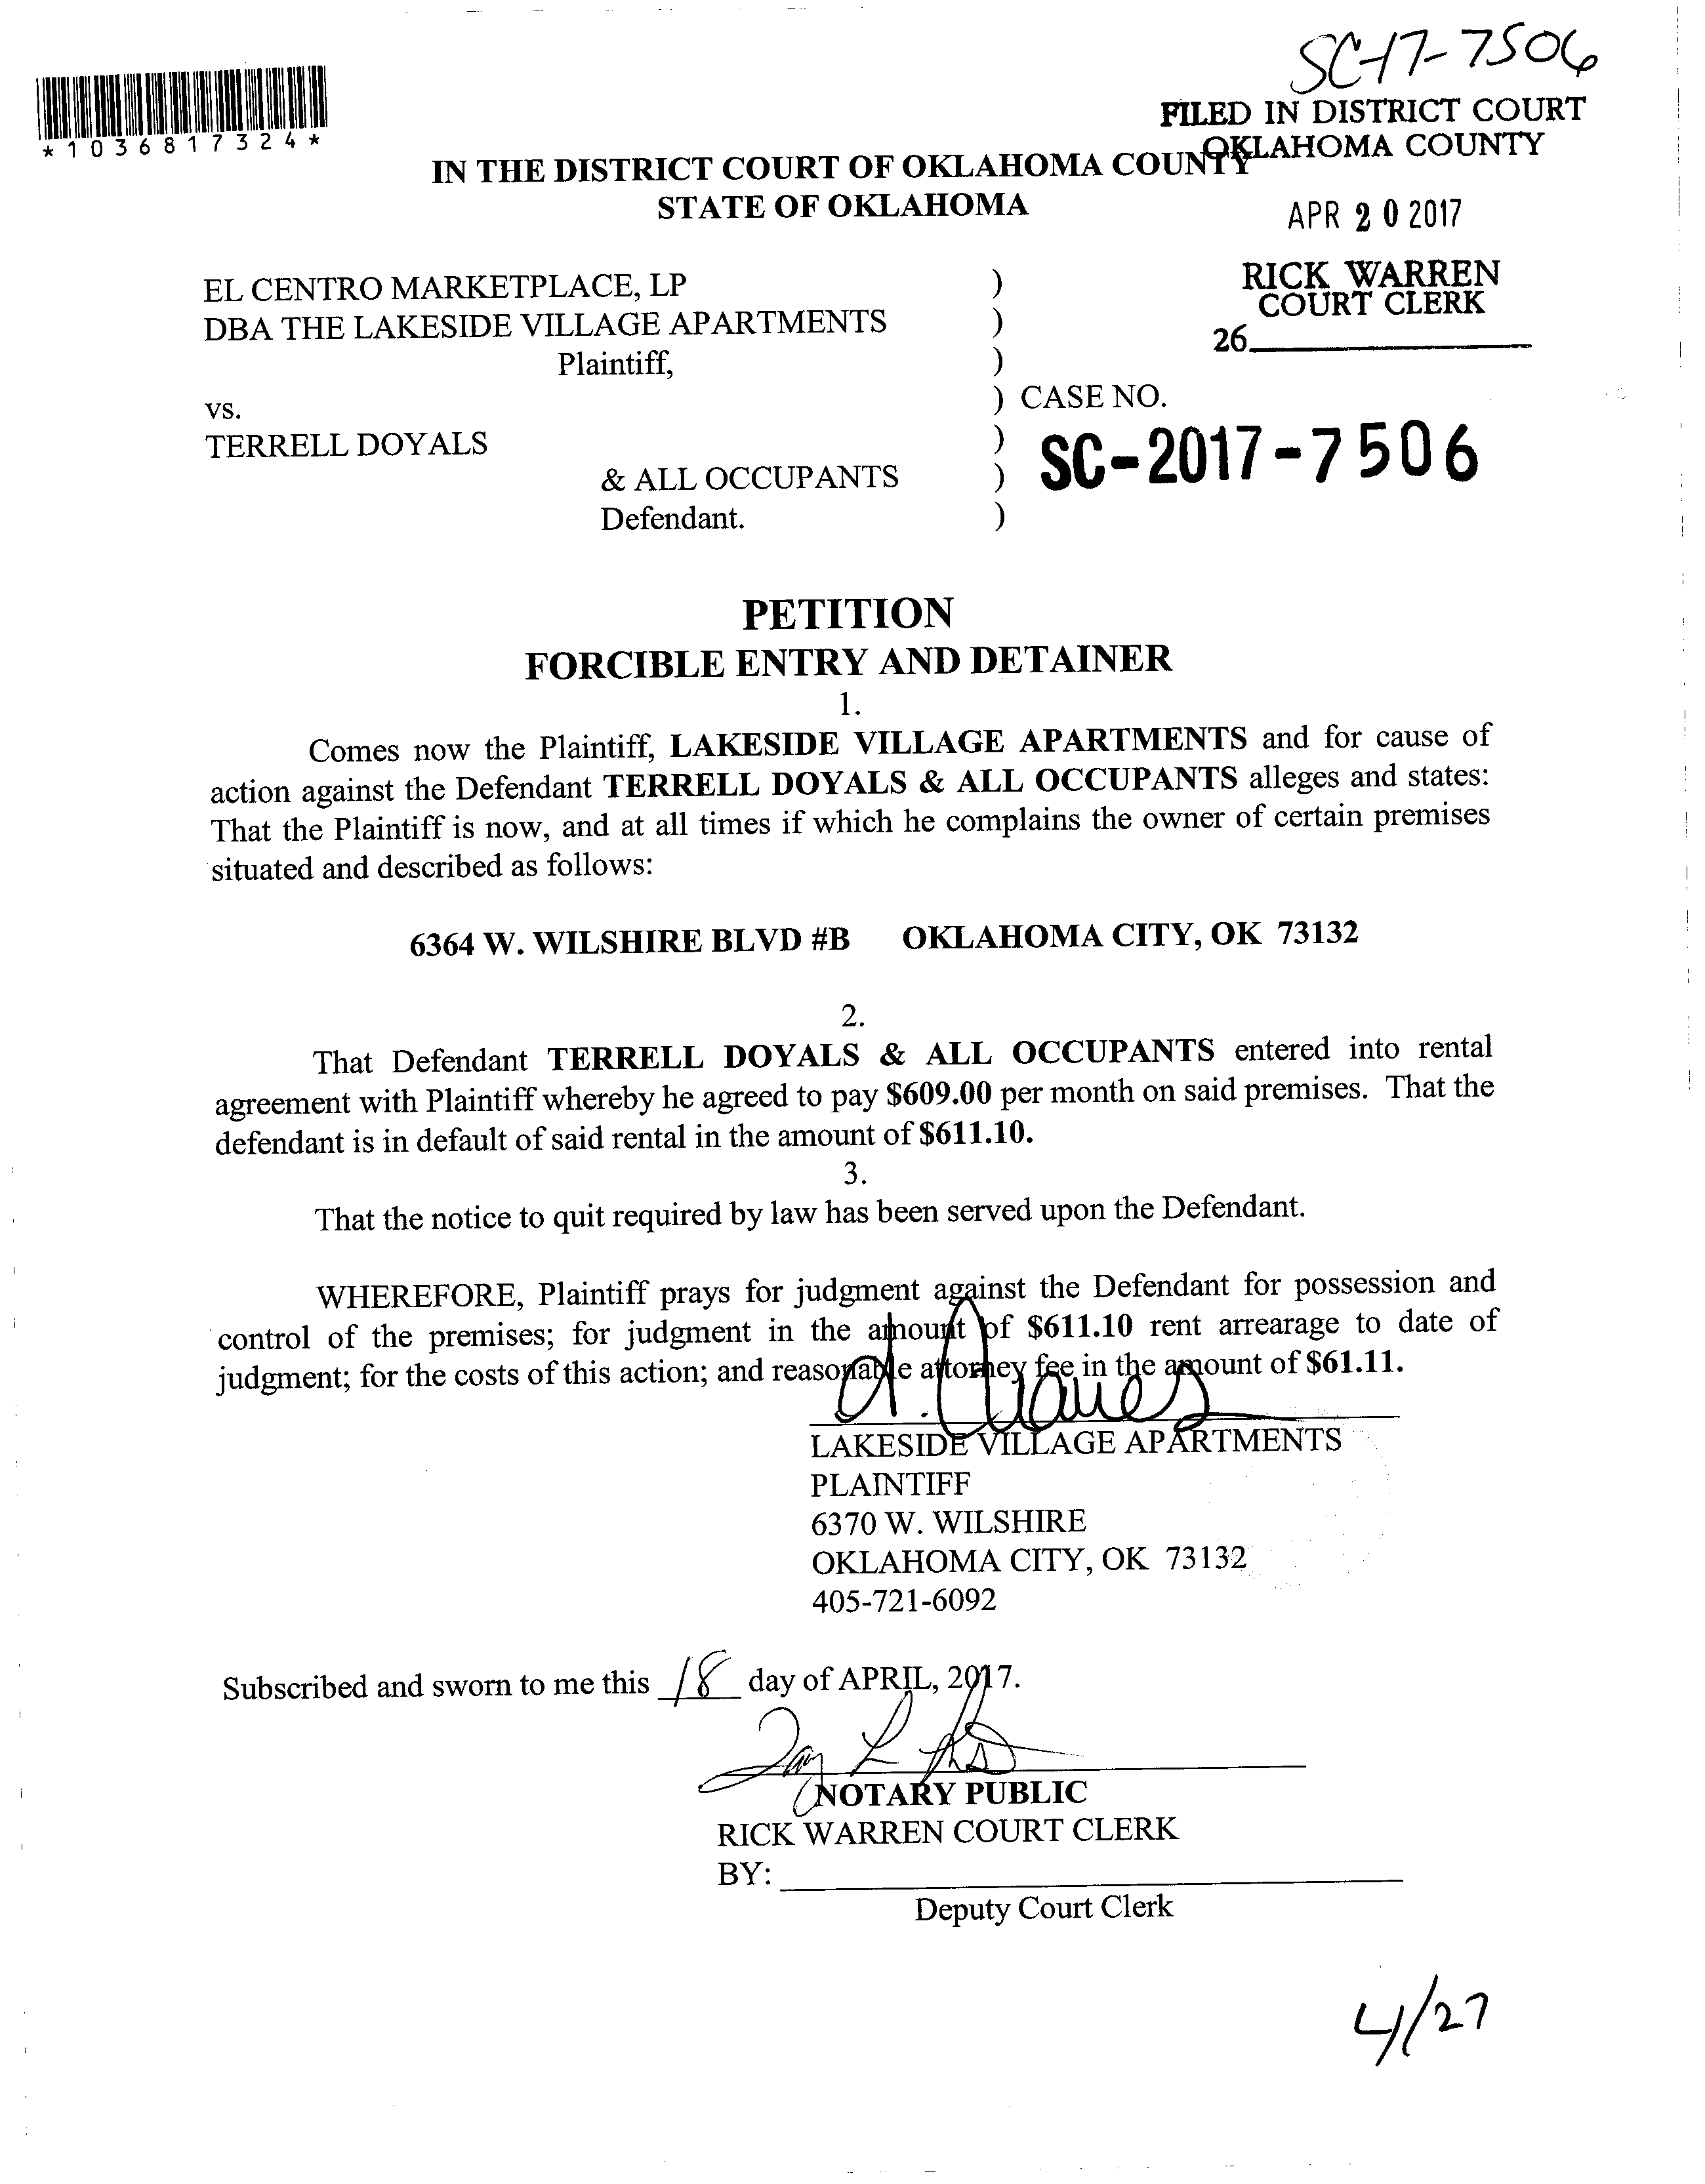 SC-17-7506
*1036817324*
FILED IN DISTRICT COURT
OKLAHOMA COUNTY
IN THE DISTRICT COURT OF OKLAHOMA COUNTY
STATE OF OKLAHOMA
APR 20 2017
RICK WARREN
COURT CLERK
26
EL CENTRO MARKETPLACE, LP )
DBA THE LAKESIDE VILLAGE APARTMENTS )
Plaintiff, )
vs. ) CASE NO.
TERRELL DOYALS ) SC-2017-7506
& ALL OCCUPANTS )
Defendant. )
PETITION
FORCIBLE ENTRY AND DETAINER
1.
Comes now the Plaintiff, LAKESIDE VILLAGE APARTMENTS and for cause of
action against the Defendant TERRELL DOYALS & ALL OCCUPANTS alleges and states:
That the Plaintiff is now, and at all times if which he complains the owner of certain premises
situated and described as follows:
6364 W. WILSHIRE BLVD #B OKLAHOMA CITY, OK 73132
2.
That Defendant TERRELL DOYALS & ALL OCCUPANTS entered into rental
agreement with Plaintiff whereby he agreed to pay $609.00 per month on said premises. That the
defendant is in default of said rental in the amount of $611.10.
3.
That the notice to quit required by law has been served upon the Defendant.
WHEREFORE, Plaintiff prays for judgment against the Defendant for possession and
control of the premises; for judgment in the amount of $611.10 rent arrearage to date of
judgment; for the costs of this action; and reasonable attorney fee in the amount of $61.11.
LAKESIDE VILLAGE APARTMENTS
PLAINTIFF
6370 W. WILSHIRE
OKLAHOMA CITY, OK 73132
405-721-6092
Subscribed and sworn to me this 18 day of APRIL, 2017.
NOTARY PUBLIC
RICK WARREN COURT CLERK
BY:
Deputy Court Clerk
4/27